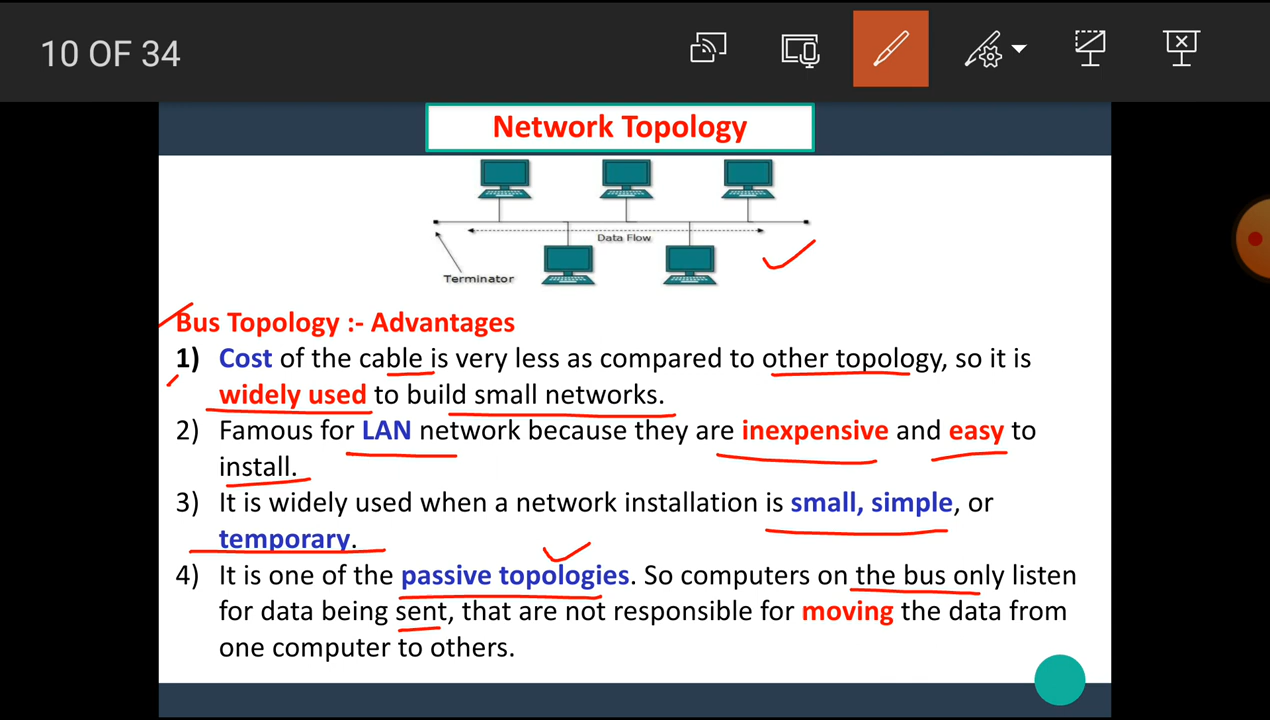 10 OF 34
Network Topology
Data Flow
Terminator
Bus Topology :- Advantages
1) Cost of the cable is very less as compared to other topology, so it is
widely used to build small networks.
2) Famous for LAN network because they are inexpensive and easy to
install.
3) It is widely used when a network installation is small, simple, or
temporary.
4) It is one of the passive topologies. So computers on the bus only listen
for data being sent, that are not responsible for moving the data from
one computer to others.